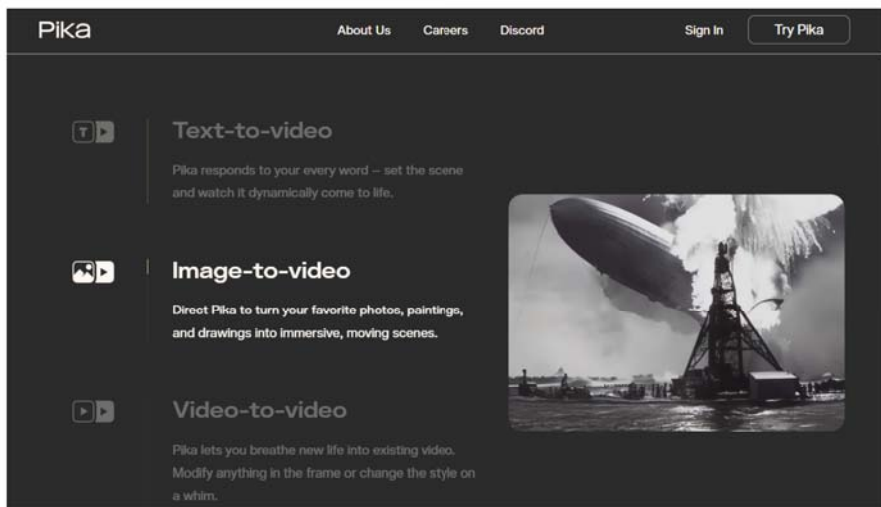 Pika
About Us
Careers
Discord
Sign In
Try Pika
T
Text-to-video
Pika responds to your every word – set the scene
and watch it dynamically come to life.
Image-to-video
Direct Pika to turn your favorite photos, paintings,
and drawings into immersive, moving scenes.
Video-to-video
Pika lets you breathe new life into existing video.
Modify anything in the frame or change the style on
a whim.